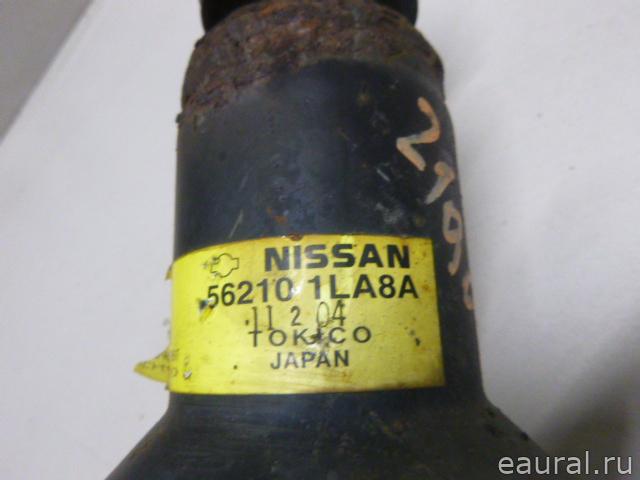 NISSAN
56210 1LA8A
11 2 04
TOKICO
JAPAN
eaural.ru